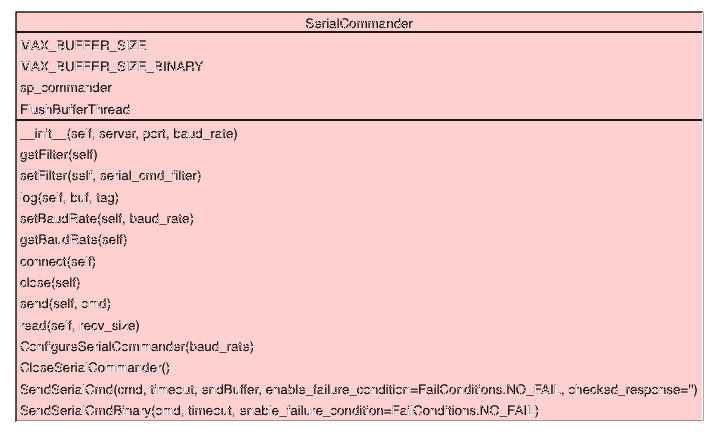 SerialCommander
MAX_BUFFER_SIZE
MAX_BUFFER_SIZE_BINARY
sp_commander
FlushBufferThread
__init__(self, server, port, baud_rate)
getFilter(self)
setFilter(self, serial_cmd_filter)
log(self, buf, tag)
setBaudRate(self, baud_rate)
getBaudRate(self)
connect(self)
close(self)
send(self, cmd)
read(self, recv_size)
ConfigureSerialCommander(baud_rate)
CloseSerialCommander()
SendSerialCmd(cmd, timeout, endBuffer, enable_failure_condition=FailConditions.NO_FAIL, checked_response='')
SendSerialCmdBinary(cmd, timeout, enable_failure_condition=FailConditions.NO_FAIL)